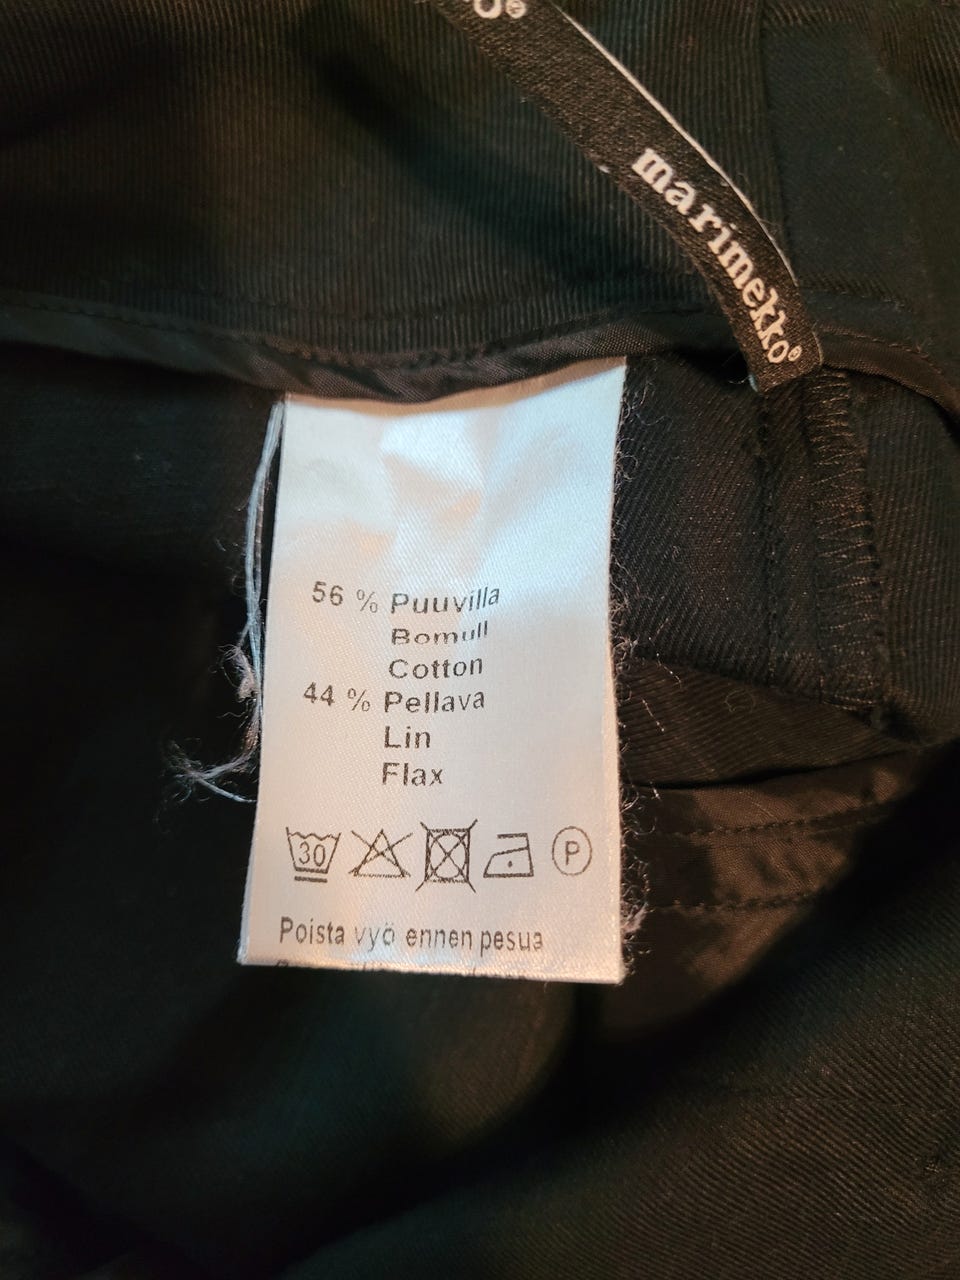 marimekko®
56 % Puuvilla
Bomull
Cotton
44 % Pellava
Lin
Flax
30
P
Poista vyö ennen pesua